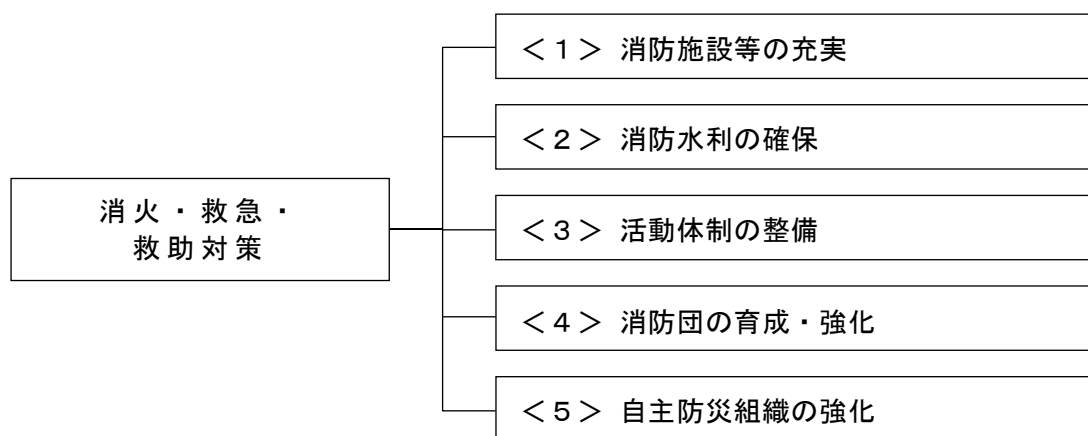 消火・救急・
救助対策
＜１＞ 消防施設等の充実
＜２＞ 消防水利の確保
＜３＞ 活動体制の整備
＜４＞ 消防団の育成・強化
＜５＞ 自主防災組織の強化